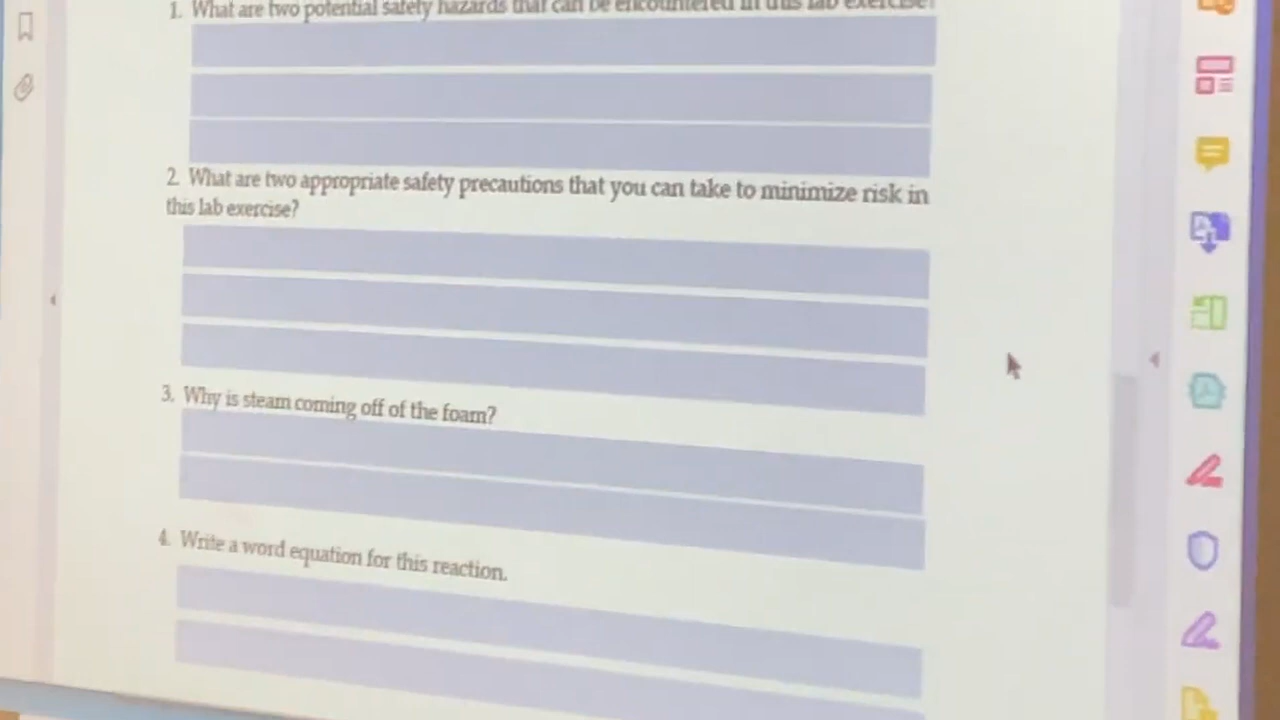 1. What are two potential safety hazards that can be encountered in this lab exercise?
2. What are two appropriate safety precautions that you can take to minimize risk in
this lab exercise?
3. Why is steam coming off of the foam?
4. Write a word equation for this reaction.